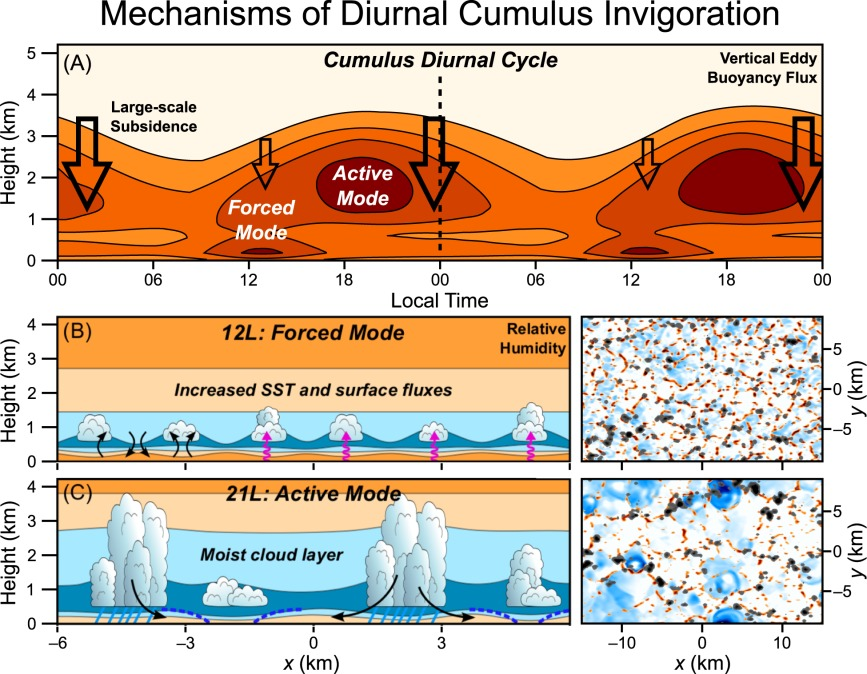 Mechanisms of Diurnal Cumulus Invigoration
(A)
Cumulus Diurnal Cycle
Vertical Eddy
Buoyancy Flux
Large-scale
Subsidence
Active
Mode
Forced
Mode
Height (km)
5
4
3
2
1
0
00
06
12
18
00
06
12
18
00
Local Time
(B)
12L: Forced Mode
Relative
Humidity
Increased SST and surface fluxes
Height (km)
4
3
2
1
0
5
0
−5
y (km)
(C)
21L: Active Mode
Moist cloud layer
Height (km)
4
3
2
1
0
−6
−3
0
3
x (km)
5
0
−5
y (km)
−10
0
10
x (km)